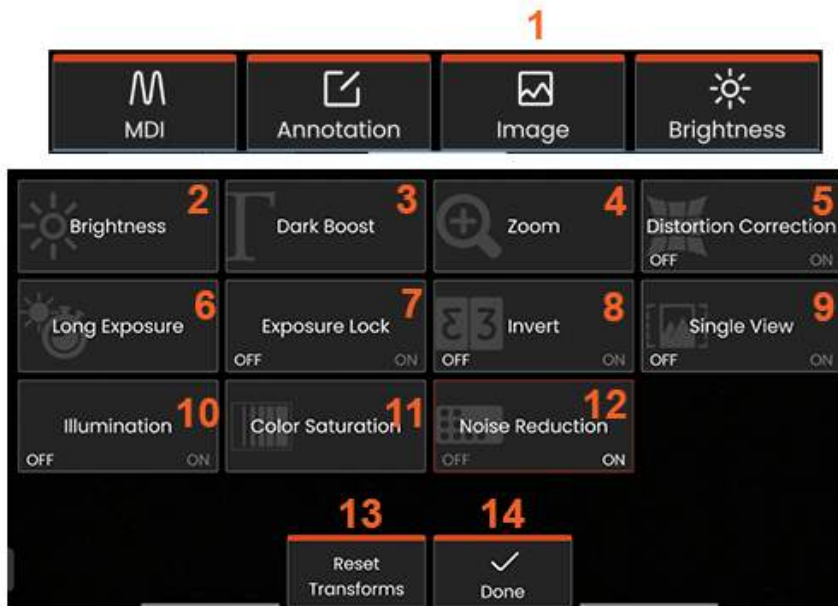 1
MDI
Annotation
Image
Brightness
Brightness 2
Dark Boost 3
Zoom 4
Distortion Correction 5
OFF ON
Long Exposure 6
Exposure Lock 7
OFF ON
Invert 8
OFF ON
Single View 9
OFF ON
Illumination 10
OFF ON
Color Saturation 11
Noise Reduction 12
OFF ON
13
Reset
Transforms
14
Done